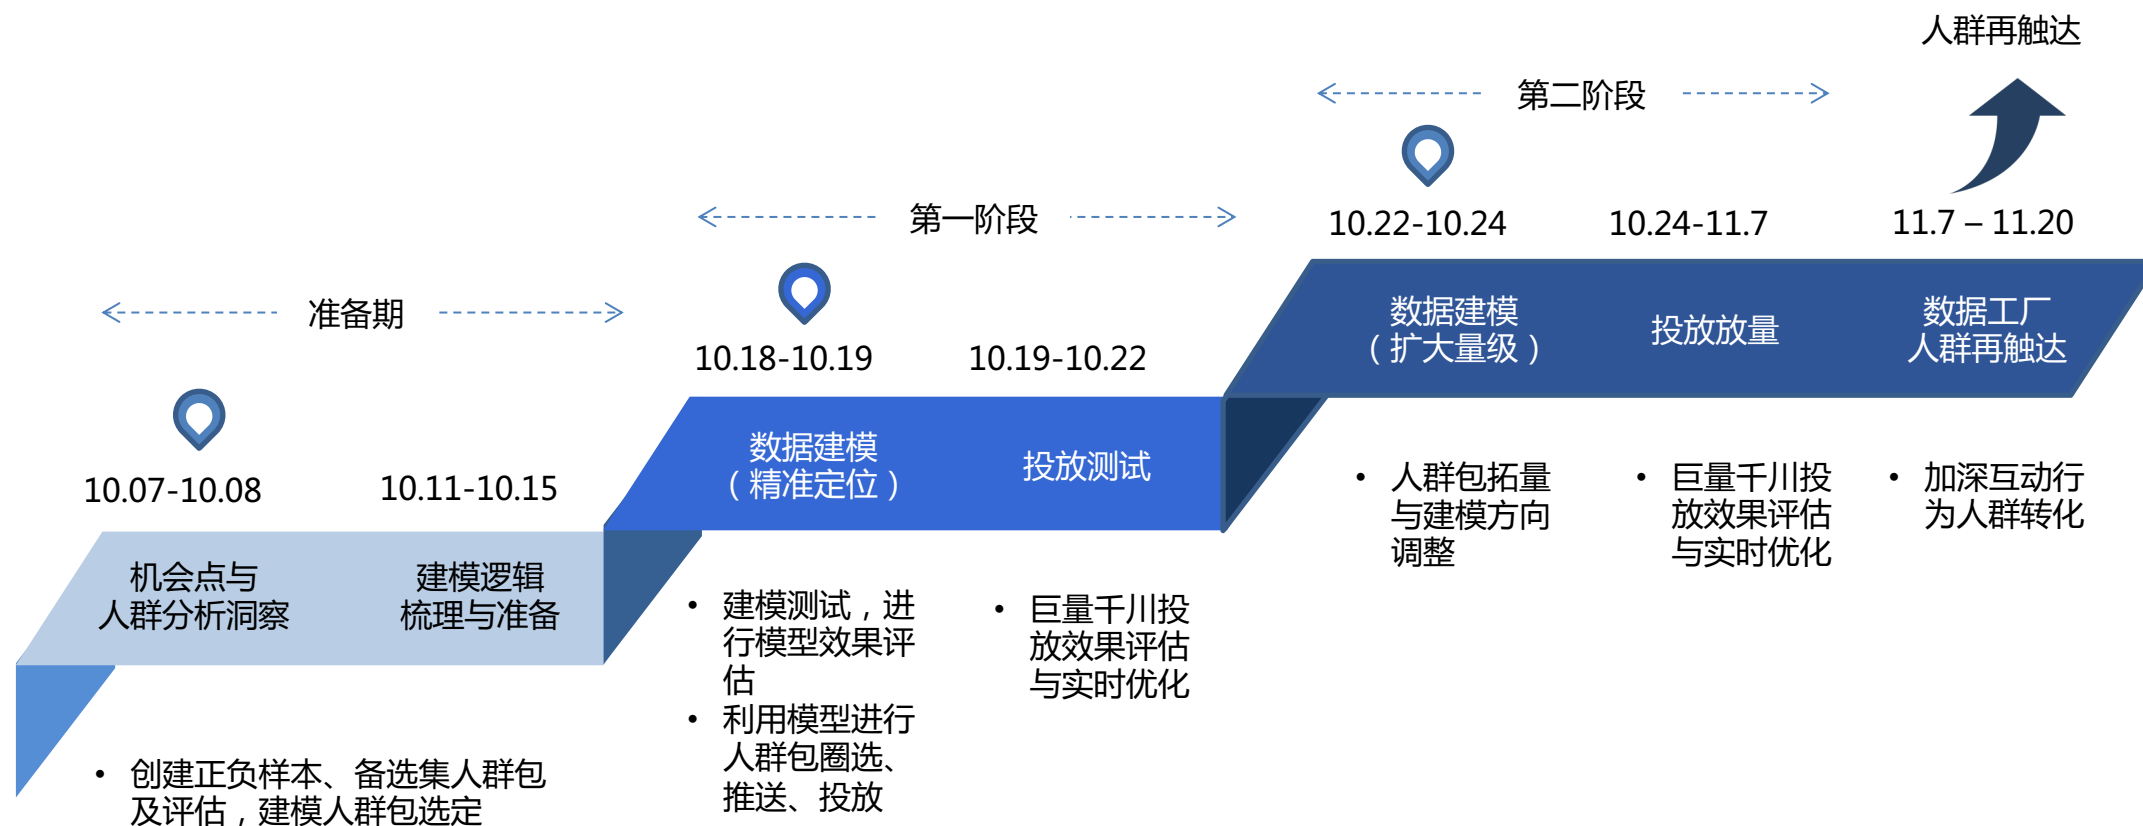 准备期
10.07-10.08
10.11-10.15
机会点与
人群分析洞察
建模逻辑
梳理与准备
• 创建正负样本、备选集人群包
及评估，建模人群包选定
第一阶段
10.18-10.19
10.19-10.22
数据建模
（精准定位）
投放测试
• 建模测试，进
行模型效果评
估
• 利用模型进行
人群包圈选、
推送、投放
• 巨量千川投
放效果评估
与实时优化
第二阶段
人群再触达
10.22-10.24
10.24-11.7
11.7 – 11.20
数据建模
（扩大量级）
投放放量
数据工厂
人群再触达
• 人群包拓量
与建模方向
调整
• 巨量千川投
放效果评估
与实时优化
• 加深互动行
为人群转化